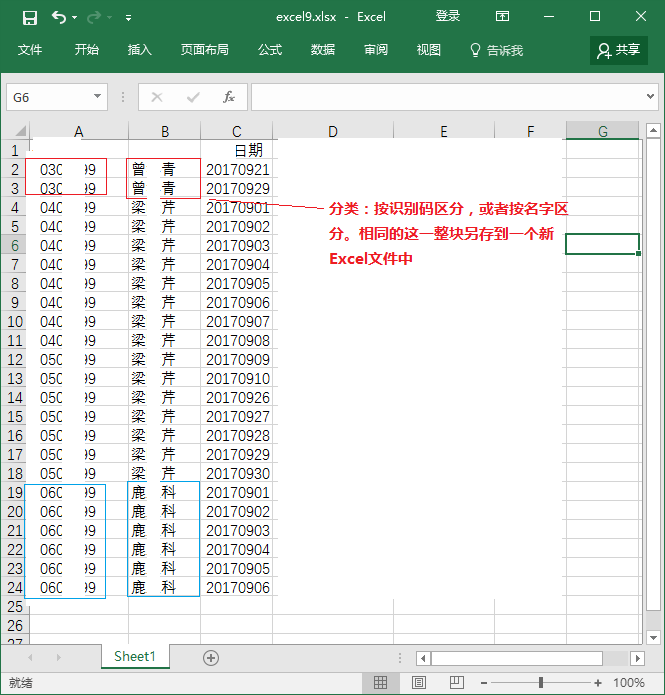 excel9.xlsx - Excel
登录
文件 开始 插入 页面布局 公式 数据 审阅 视图 告诉我 共享
G6 fx
A B C D E F G
1 日期
2 030 99 曾 青 20170921
3 030 99 曾 青 20170929
4 040 99 梁 芹 20170901
5 040 99 梁 芹 20170902
6 040 99 梁 芹 20170903
7 040 99 梁 芹 20170904
8 040 99 梁 芹 20170905
9 040 99 梁 芹 20170906
10 040 99 梁 芹 20170907
11 040 99 梁 芹 20170908
12 050 99 梁 芹 20170909
13 050 99 梁 芹 20170910
14 050 99 梁 芹 20170926
15 050 99 梁 芹 20170927
16 050 99 梁 芹 20170928
17 050 99 梁 芹 20170929
18 050 99 梁 芹 20170930
19 060 99 鹿 科 20170901
20 060 99 鹿 科 20170902
21 060 99 鹿 科 20170903
22 060 99 鹿 科 20170904
23 060 99 鹿 科 20170905
24 060 99 鹿 科 20170906
25
26
27
分类：按识别码区分，或者按名字区
分。相同的这一整块另存到一个新
Excel文件中
Sheet1
就绪
100%